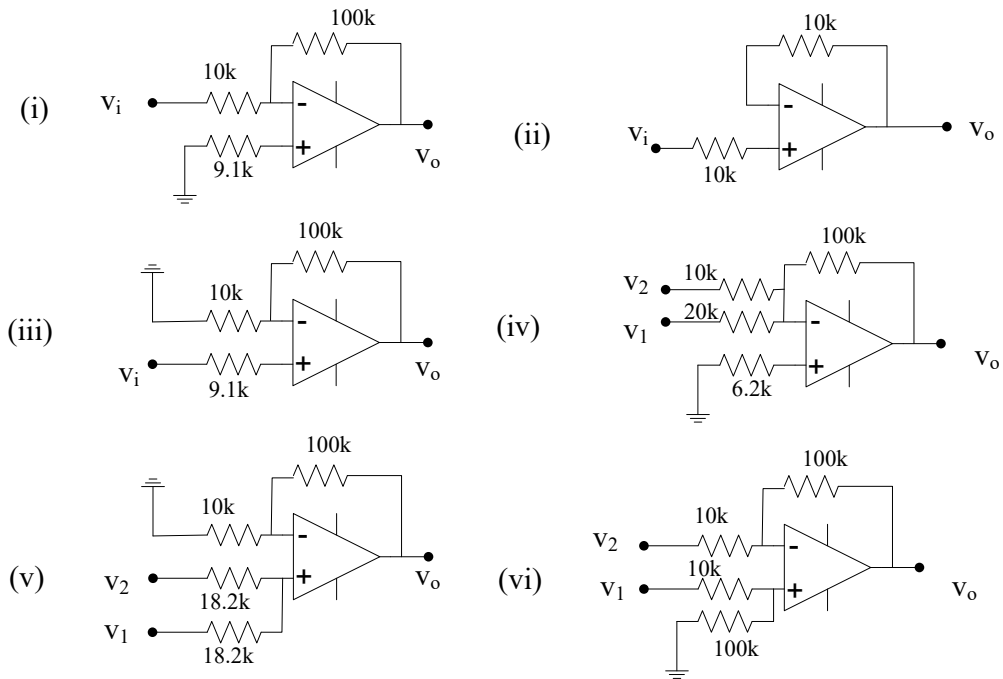 (i)
100k
10k
vi
-
+
9.1k
vo
(ii)
10k
-
vi
+
10k
vo
(iii)
100k
10k
-
vi
+
9.1k
vo
(iv)
100k
v2
10k
v1
20k
-
+
6.2k
vo
(v)
100k
10k
-
v2
+
18.2k
v1
18.2k
vo
(vi)
100k
10k
v2
-
10k
v1
+
100k
vo